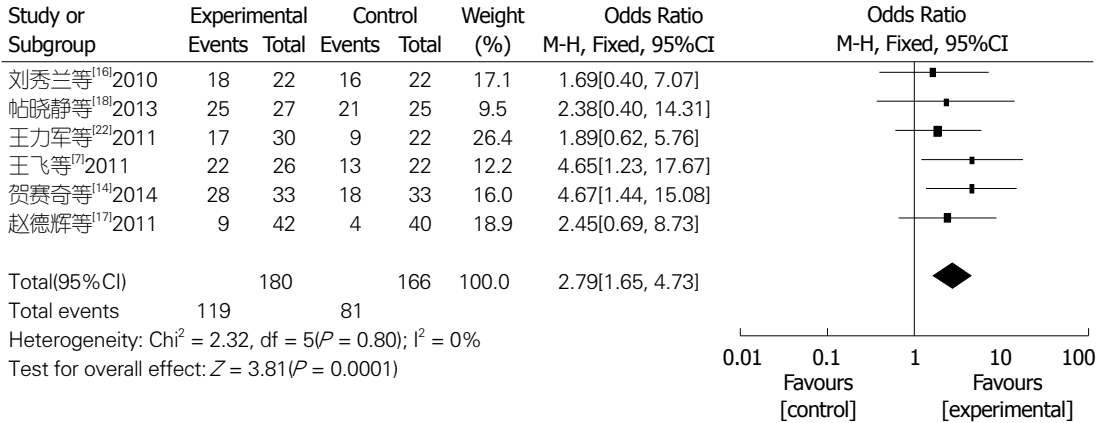 Study or Experimental Control Weight Odds Ratio Odds Ratio
Subgroup Events Total Events Total (%) M-H, Fixed, 95%CI M-H, Fixed, 95%CI
刘秀兰等[16]2010 18 22 16 22 17.1 1.69[0.40, 7.07]
帖晓静等[18]2013 25 27 21 25 9.5 2.38[0.40, 14.31]
王力军等[22]2011 17 30 9 22 26.4 1.89[0.62, 5.76]
王飞等[7]2011 22 26 13 22 12.2 4.65[1.23, 17.67]
贺赛奇等[14]2014 28 33 18 33 16.0 4.67[1.44, 15.08]
赵德辉等[17]2011 9 42 4 40 18.9 2.45[0.69, 8.73]
Total(95%CI) 180 166 100.0 2.79[1.65, 4.73]
Total events 119 81
Heterogeneity: Chi2 = 2.32, df = 5(P = 0.80); I2 = 0%
Test for overall effect: Z = 3.81(P = 0.0001)
0.01 0.1 1 10 100
Favours Favours
[control] [experimental]